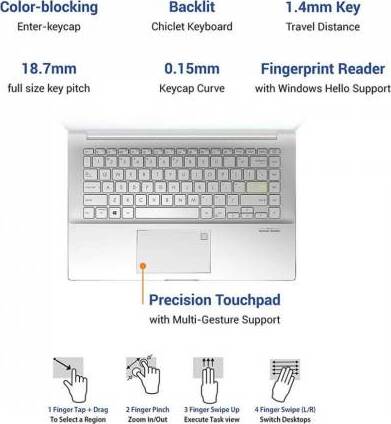 Color-blocking
Enter-keycap
Backlit
Chiclet Keyboard
1.4mm Key
Travel Distance
18.7mm
full size key pitch
0.15mm
Keycap Curve
Fingerprint Reader
with Windows Hello Support
Precision Touchpad
with Multi-Gesture Support
1 Finger Tap + Drag
To Select a Region
2 Finger Pinch
Zoom In/Out
3 Finger Swipe Up
Execute Task view
4 Finger Swipe (L/R)
Switch Desktops